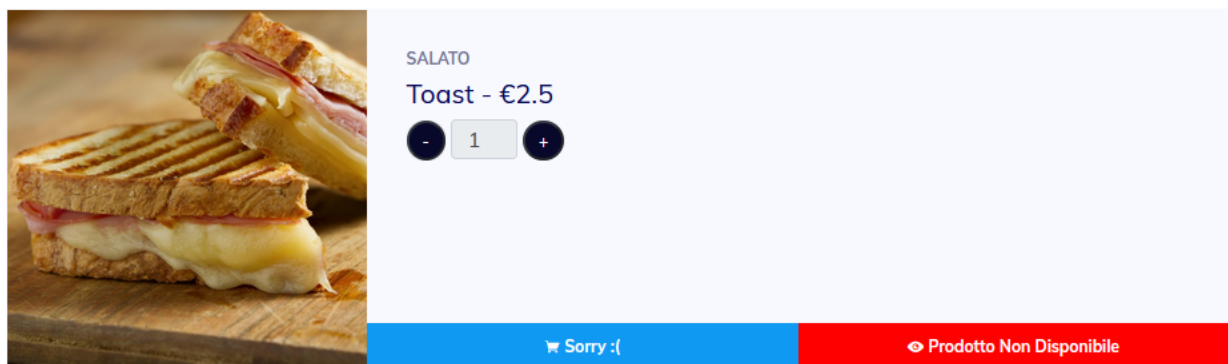 SALATO
Toast - €2.5
- 1 +
Sorry :(
Prodotto Non Disponibile